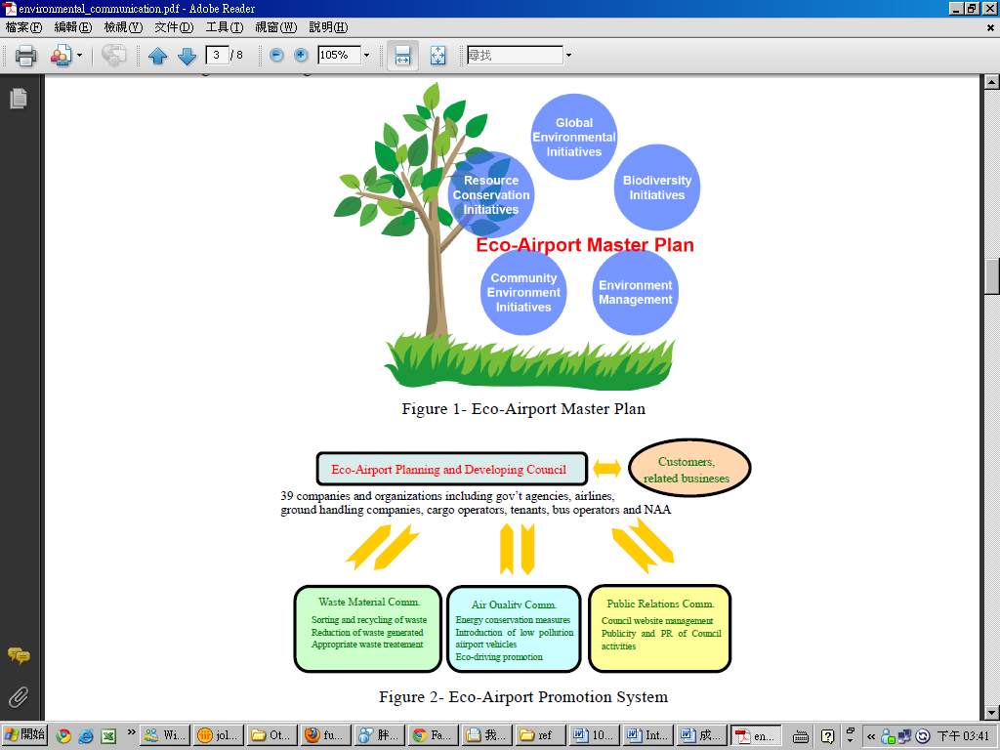 environmental_communication.pdf - Adobe Reader
檔案(F) 編輯(E) 檢視(V) 文件(D) 工具(T) 視窗(W) 說明(H)
3 / 8 105% 尋找
Global
Environmental
Initiatives
Resource
Conservation
Initiatives
Biodiversity
Initiatives
Eco-Airport Master Plan
Community
Environment
Initiatives
Environment
Management
Figure 1- Eco-Airport Master Plan
Eco-Airport Planning and Developing Council
Customers,
related busineses
39 companies and organizations including gov't agencies, airlines,
ground handling companies, cargo operators, tenants, bus operators and NAA
Waste Material Comm.
Sorting and recycling of waste
Reduction of waste generated
Appropriate waste treatement
Air Quality Comm.
Energy conservation measures
Introduction of low pollution
aiirport vehicles
Eco-driving promotion
Public Relations Comm.
Council website management
Publicity and PR of Council
activities
Figure 2- Eco-Airport Promotion System
開始 » Wi... jol... Ot... fu... 胖... Fa... 我... ref 10... Int... 成... en... « 下午 03:41